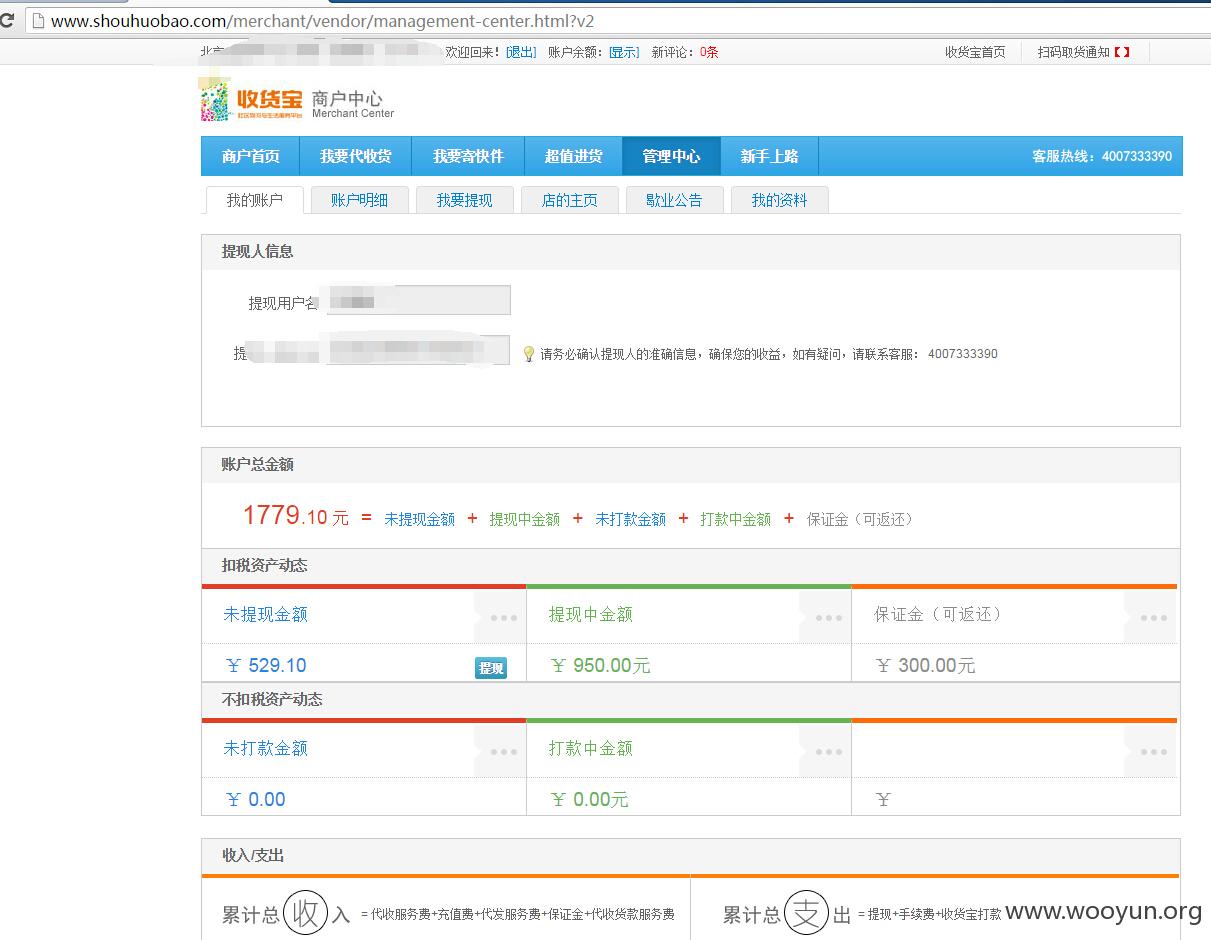 www.shouhuobao.com/merchant/vendor/management-center.html?v2
北京 欢迎回来! [退出] 账户余额: [显示] 新评论: 0条 收货宝首页 扫码取货通知【】
收货宝 商户中心
Merchant Center
商户首页 我要代收货 我要寄快件 超值进货 管理中心 新手上路 客服热线: 4007333390
我的账户 账户明细 我要提现 店的主页 歇业公告 我的资料
提现人信息
提现用户名
提 请务必确认提现人的准确信息，确保您的收益，如有疑问，请联系客服: 4007333390
账户总金额
1779.10 元 = 未提现金额 + 提现中金额 + 未打款金额 + 打款中金额 + 保证金（可返还）
扣税资产动态
未提现金额 提现中金额 保证金（可返还）
￥ 529.10 提现 ￥ 950.00元 ￥ 300.00元
不扣税资产动态
未打款金额 打款中金额
￥ 0.00 ￥ 0.00元 ￥
收入/支出
累计总收入 =代收服务费+充值费+代发服务费+保证金+代收货款服务费 累计总支出 =提现+手续费+收货宝打款
www.wooyun.org